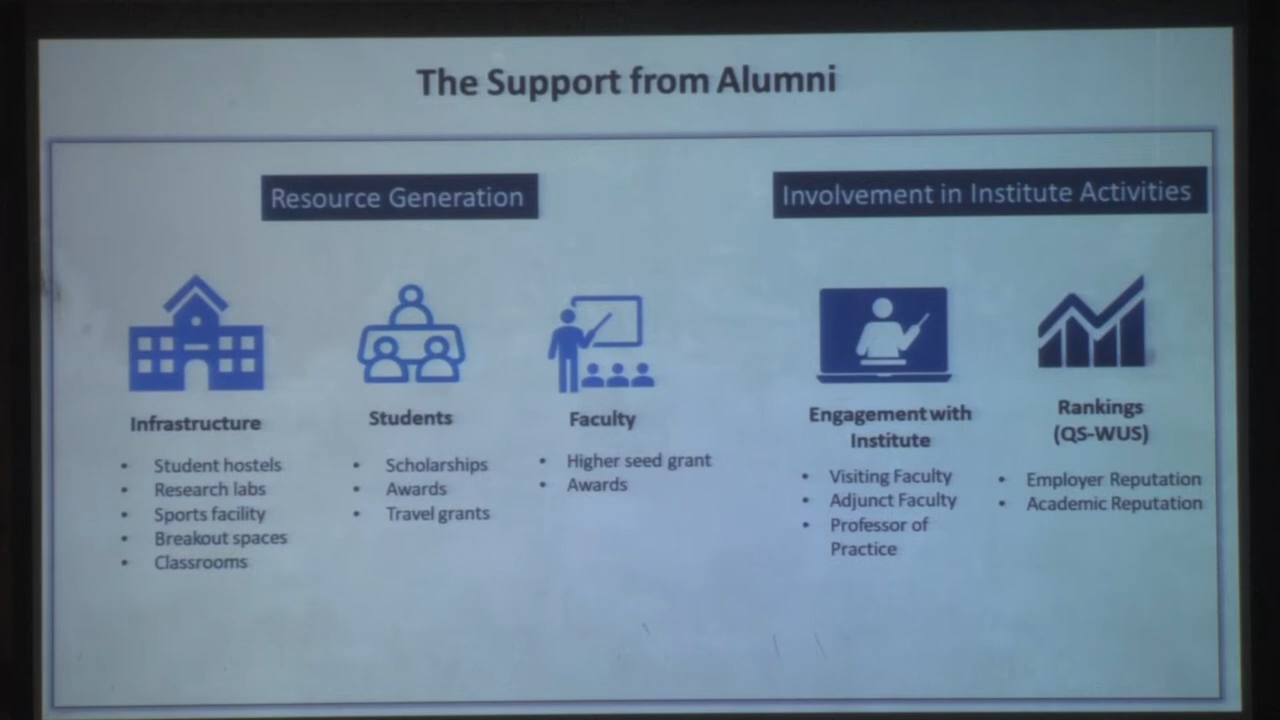 The Support from Alumni
Resource Generation
Involvement in Institute Activities
Infrastructure
• Student hostels
• Research labs
• Sports facility
• Breakout spaces
• Classrooms
Students
• Scholarships
• Awards
• Travel grants
Faculty
• Higher seed grant
• Awards
Engagement with
Institute
• Visiting Faculty
• Adjunct Faculty
• Professor of
Practice
Rankings
(QS-WUS)
• Employer Reputation
• Academic Reputation